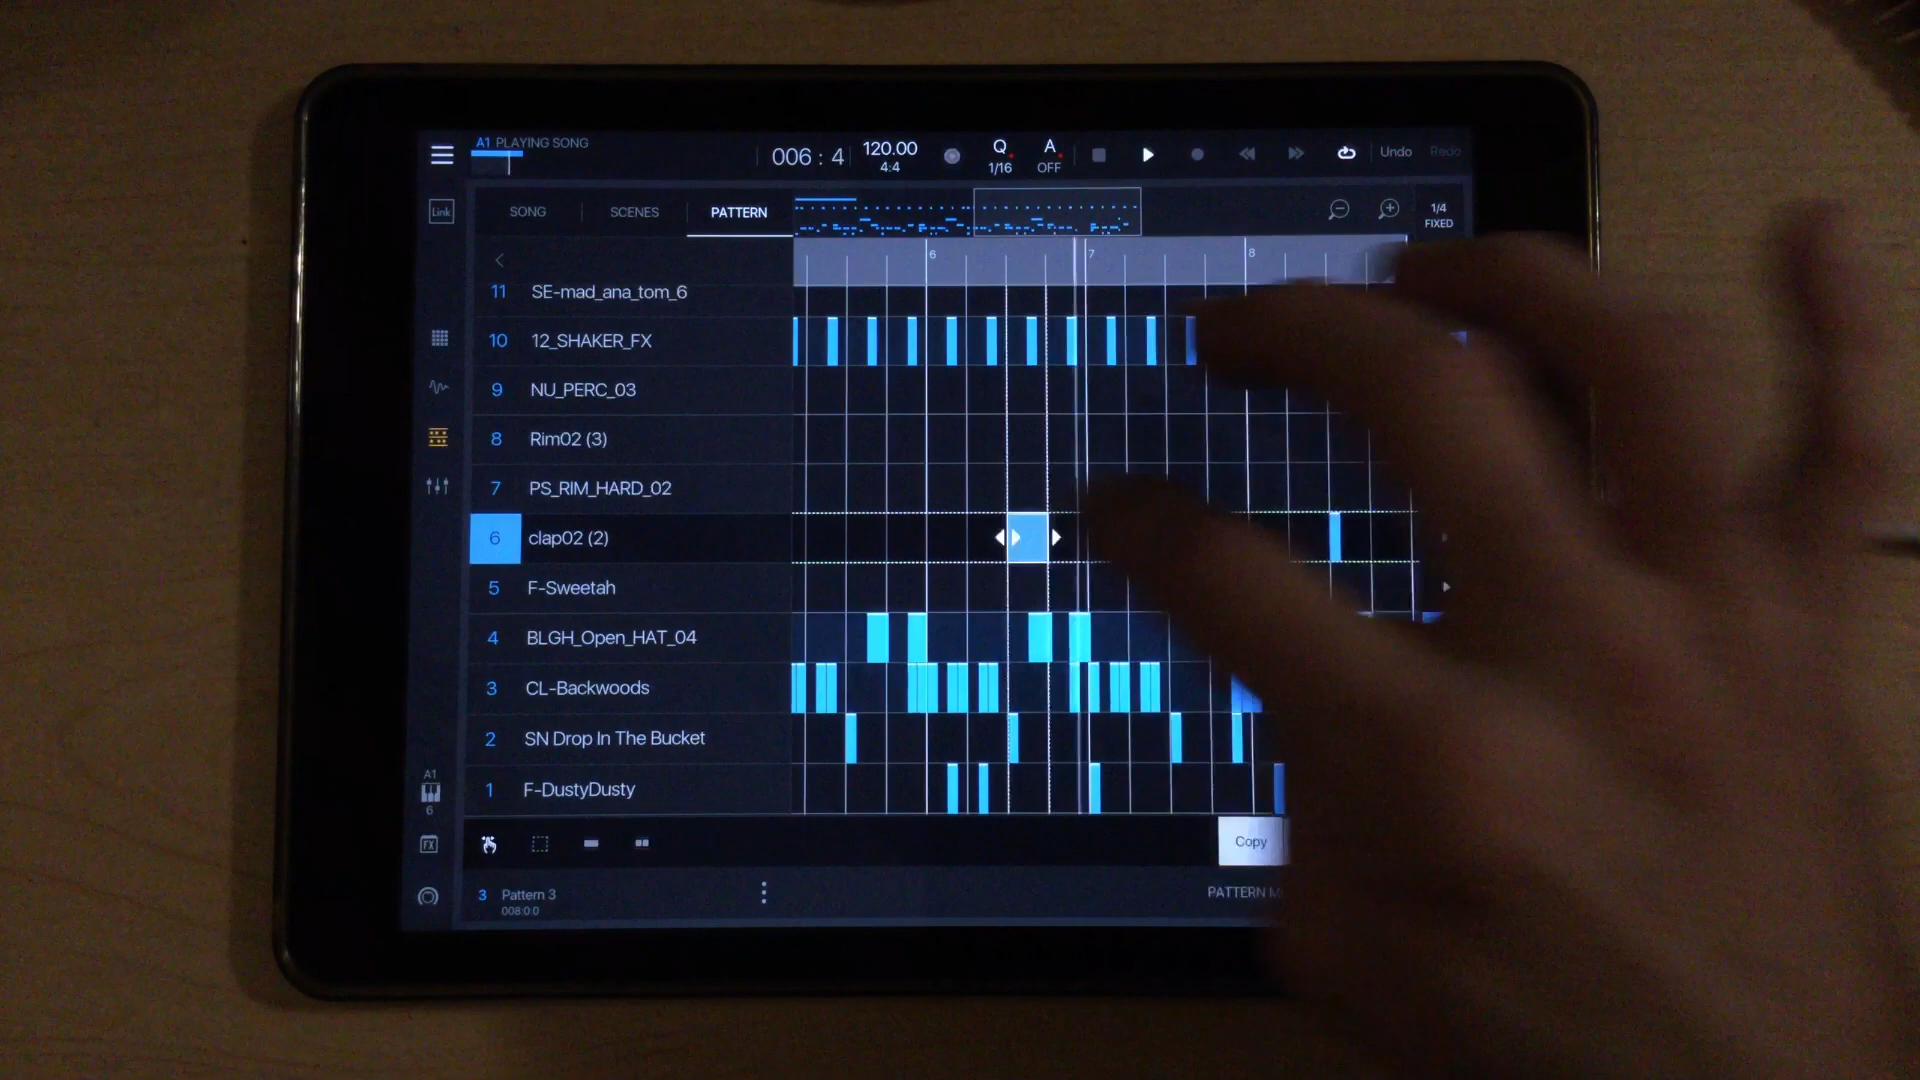 A1 PLAYING SONG
006 : 4
120.00
4:4
Q
1/16
A
OFF
Undo
Redo
Link
SONG
SCENES
PATTERN
1/4
FIXED
6
7
8
11 SE-mad_ana_tom_6
10 12_SHAKER_FX
9 NU_PERC_03
8 Rim02 (3)
7 PS_RIM_HARD_02
6 clap02 (2)
5 F-Sweetah
4 BLGH_Open_HAT_04
3 CL-Backwoods
2 SN Drop In The Bucket
1 F-DustyDusty
A1
6
FX
Copy
3 Pattern 3
008:0:0
PATTERN